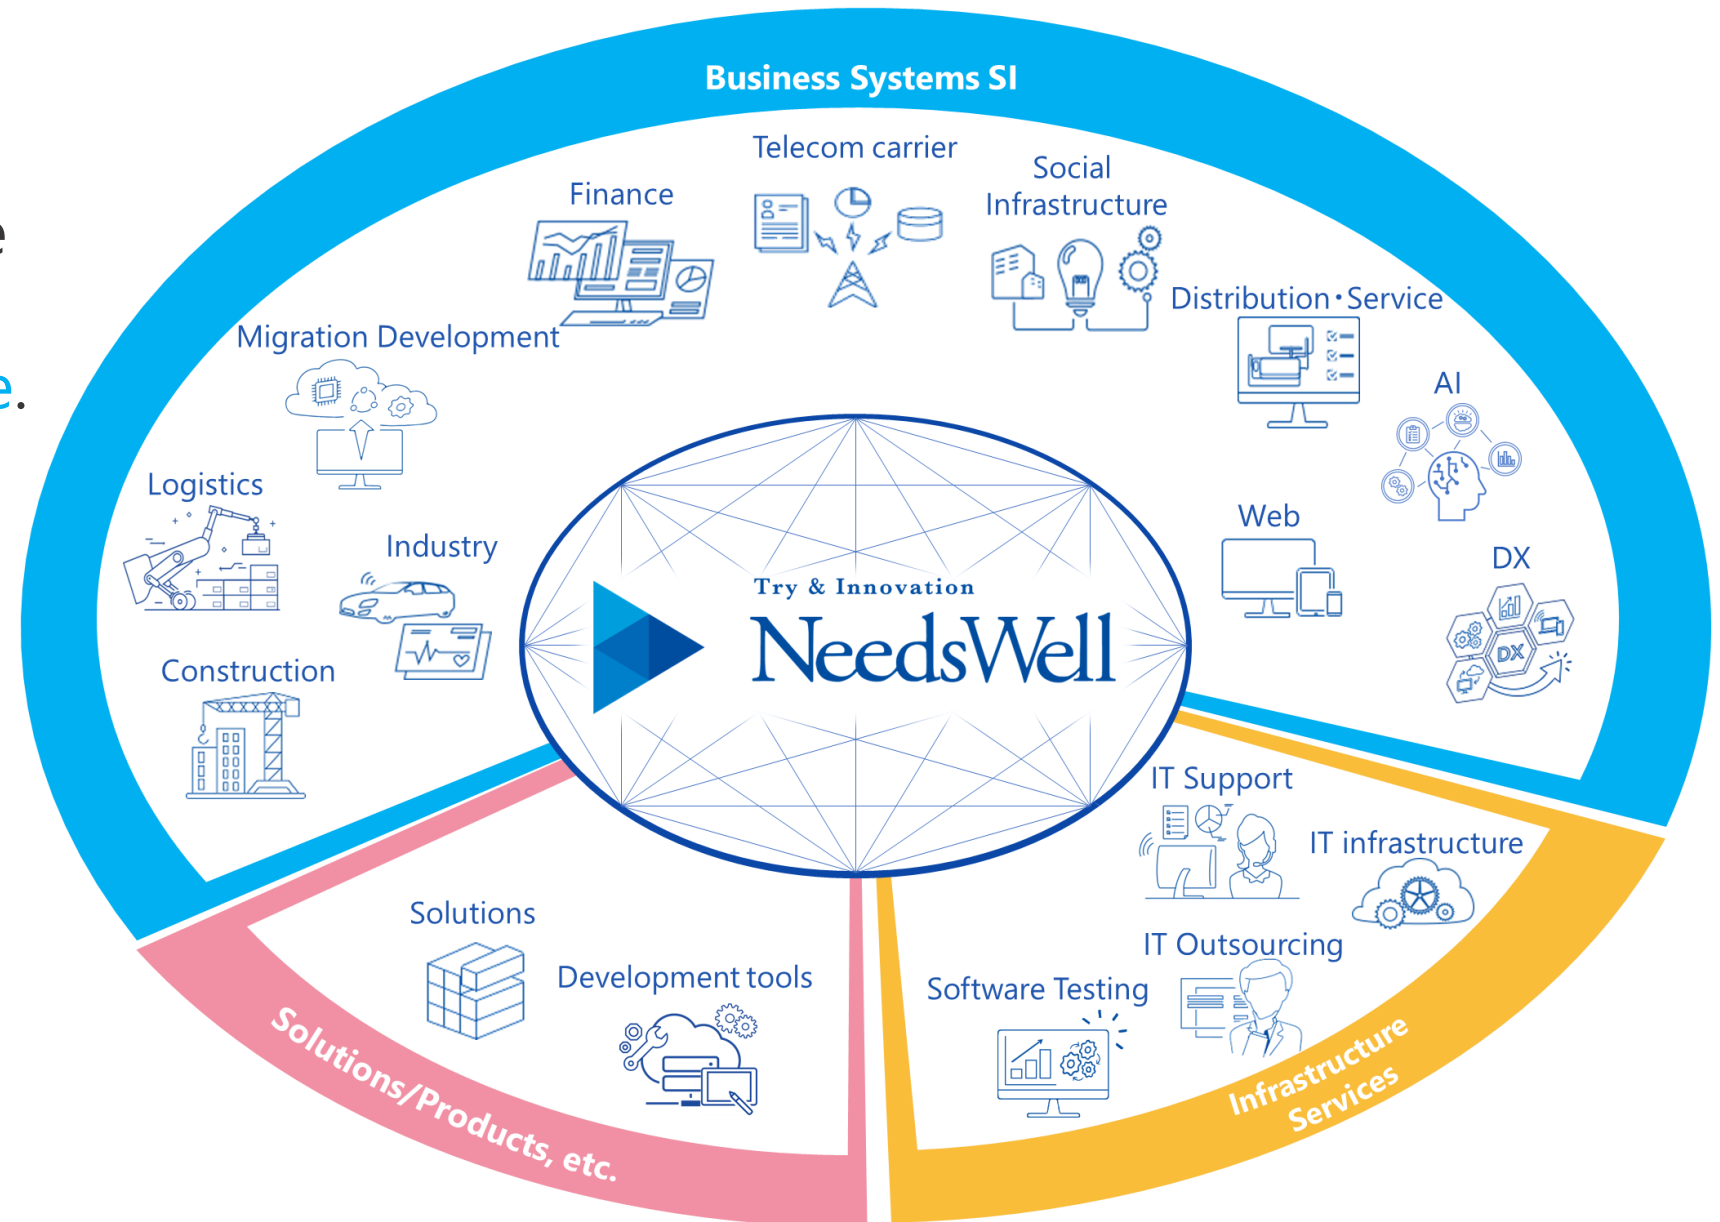 Business Systems SI
Telecom carrier
Social
Infrastructure
Finance
Distribution・Service
Migration Development
AI
Logistics
Web
Industry
DX
DX
Construction
Try & Innovation
NeedsWell
IT Support
IT infrastructure
Solutions
IT Outsourcing
Development tools
Software Testing
Solutions/Products, etc.
Infrastructure
Services
e
e.